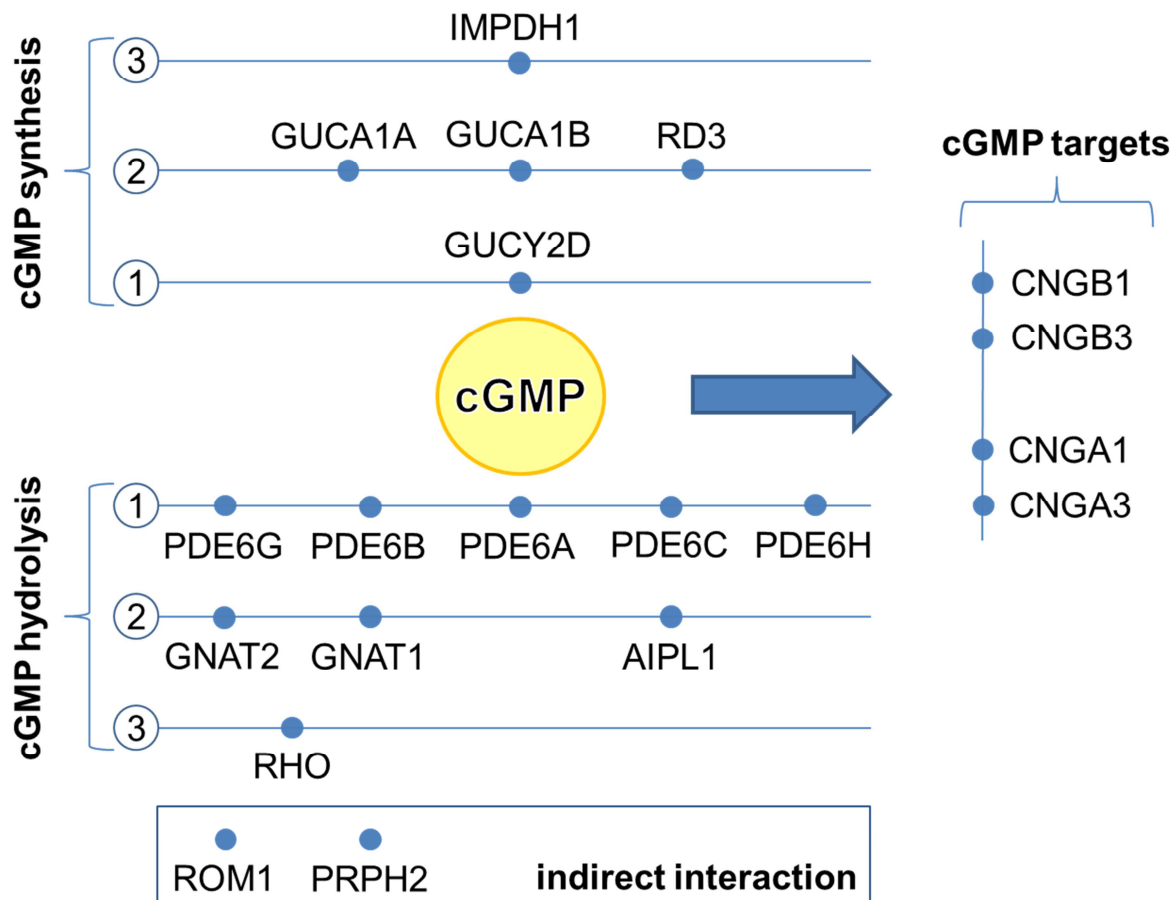 cGMP synthesis
3
IMPDH1
2
GUCA1A GUCA1B RD3
1
GUCY2D
cGMP
cGMP targets
CNGB1
CNGB3
CNGA1
CNGA3
cGMP hydrolysis
1
PDE6G PDE6B PDE6A PDE6C PDE6H
2
GNAT2 GNAT1 AIPL1
3
RHO
ROM1 PRPH2 indirect interaction